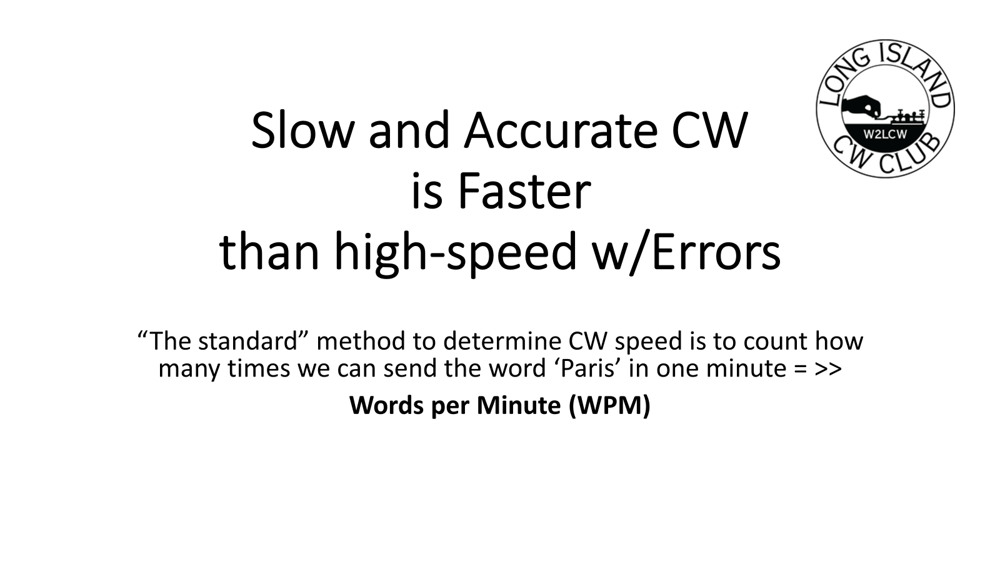 LONG ISLAND
W2LCW
CW CLUB
Slow and Accurate CW
is Faster
than high-speed w/Errors
“The standard” method to determine CW speed is to count how
many times we can send the word ‘Paris’ in one minute = >>
Words per Minute (WPM)